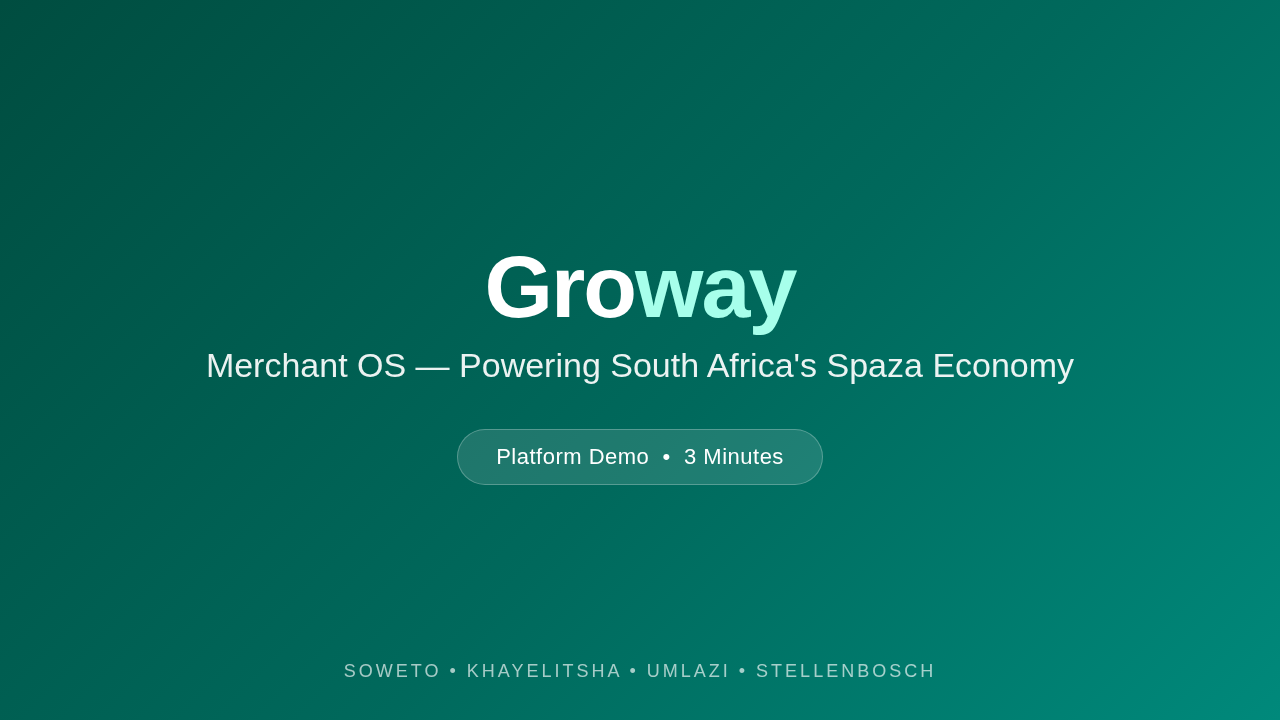 Groway
Merchant OS — Powering South Africa's Spaza Economy
Platform Demo • 3 Minutes
SOWETO • KHAYELITSHA • UMLAZI • STELLENBOSCH